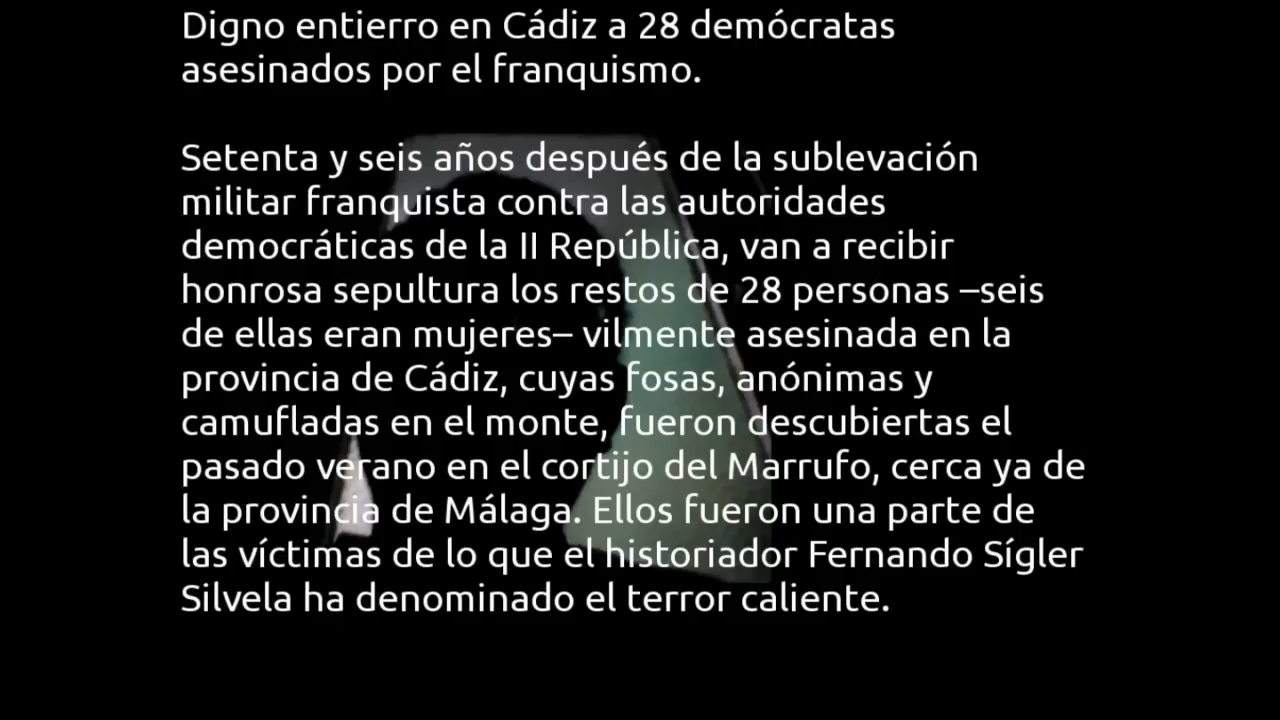 Digno entierro en Cádiz a 28 demócratas
asesinados por el franquismo.
Setenta y seis años después de la sublevación
militar franquista contra las autoridades
democráticas de la II República, van a recibir
honrosa sepultura los restos de 28 personas –seis
de ellas eran mujeres– vilmente asesinada en la
provincia de Cádiz, cuyas fosas, anónimas y
camufladas en el monte, fueron descubiertas el
pasado verano en el cortijo del Marrufo, cerca ya de
la provincia de Málaga. Ellos fueron una parte de
las víctimas de lo que el historiador Fernando Sígler
Silvela ha denominado el terror caliente.